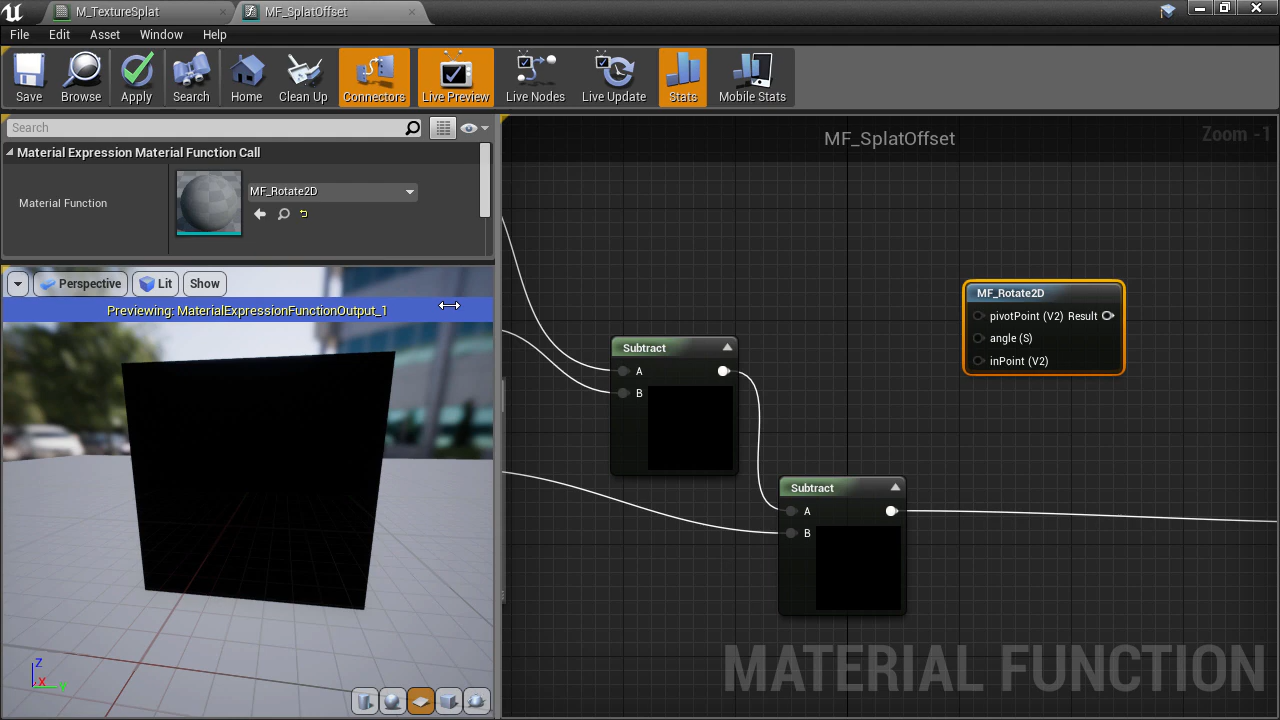 M_TextureSplat
MF_SplatOffset
File
Edit
Asset
Window
Help
Save
Browse
Apply
Search
Home
Clean Up
Connectors
Live Preview
Live Nodes
Live Update
Stats
Mobile Stats
Search
Material Expression Material Function Call
Material Function
MF_Rotate2D
Perspective
Lit
Show
Previewing: MaterialExpressionFunctionOutput_1
Z
X
Y
MF_SplatOffset
Zoom -1
MF_Rotate2D
pivotPoint (V2) Result
angle (S)
inPoint (V2)
Subtract
A
B
Subtract
A
B
MATERIAL FUNCTION